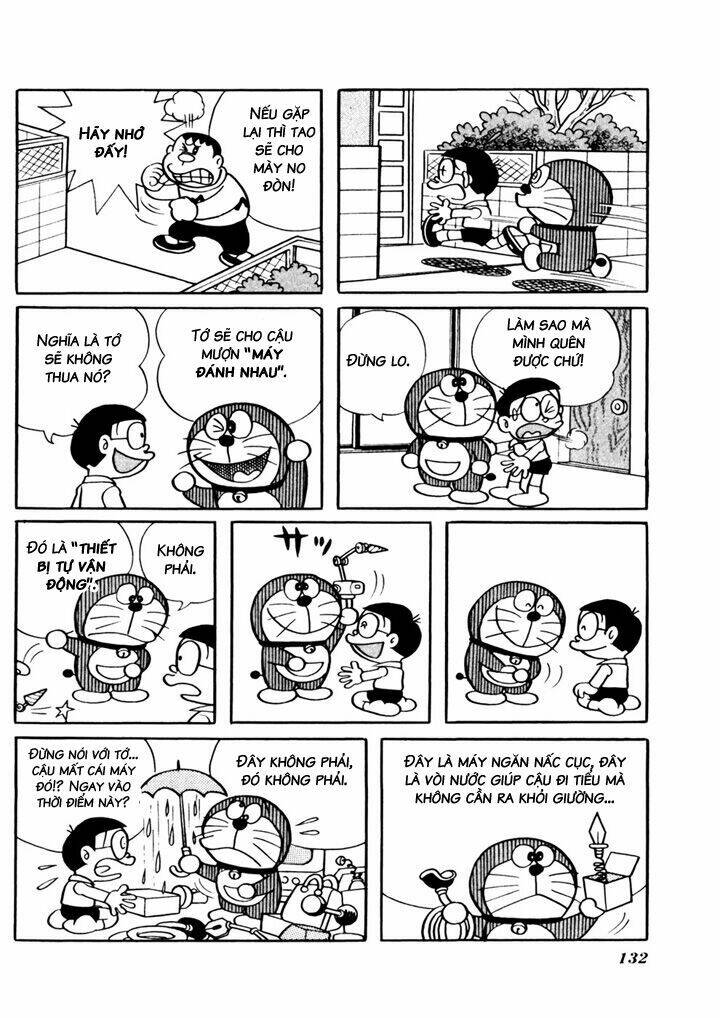 NẾU GẶP
LẠI THÌ TAO
SẼ CHO
MÀY NO
ĐÒN!
HÃY NHỚ
ĐẤY!
LÀM SAO MÀ
MÌNH QUÊN
ĐƯỢC CHỨ!
ĐỪNG LO.
TỚ SẼ CHO CẬU
MƯỢN "MÁY
ĐÁNH NHAU".
NGHĨA LÀ TỚ
SẼ KHÔNG
THUA NÓ?
サッ
KHÔNG
PHẢI.
ĐÓ LÀ "THIẾT
BỊ TỰ VẬN
ĐỘNG".
ĐÂY LÀ MÁY NGĂN NẤC CỤC, ĐÂY
LÀ VÒI NƯỚC GIÚP CẬU ĐI TIỂU MÀ
KHÔNG CẦN RA KHỎI GIƯỜNG...
ĐÂY KHÔNG PHẢI,
ĐÓ KHÔNG PHẢI.
ĐỪNG NÓI VỚI TỚ...
CẬU MẤT CÁI MÁY
ĐÓ!? NGAY VÀO
THỜI ĐIỂM NÀY?
132